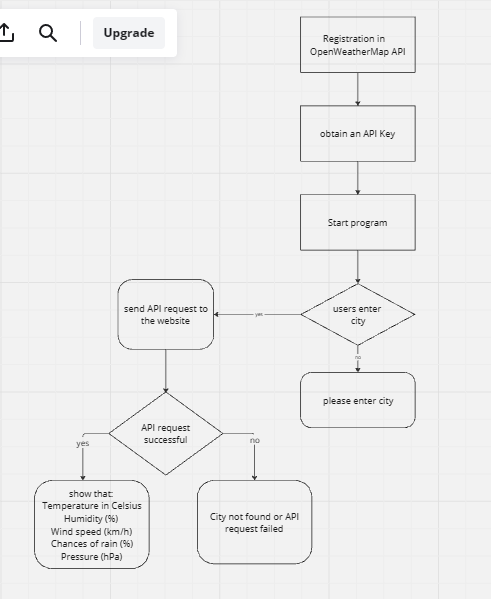 Upgrade
Registration in
OpenWeatherMap API
obtain an API Key
Start program
users enter
city
yes
send API request to
the website
no
please enter city
API request
successful
yes
no
show that:
Temperature in Celsius
Humidity (%)
Wind speed (km/h)
Chances of rain (%)
Pressure (hPa)
City not found or API
request failed